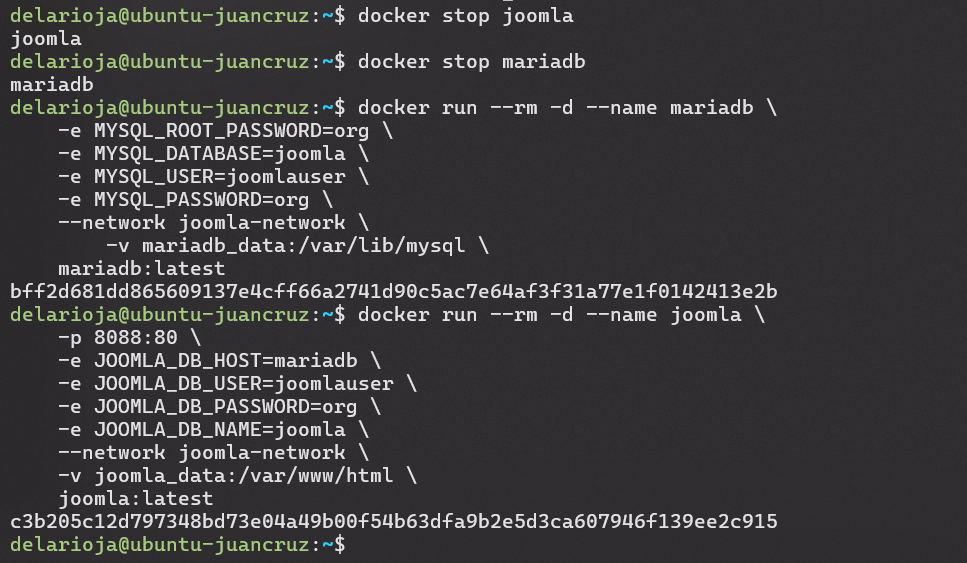 delarioja@ubuntu-juancruz:~$ docker stop joomla
joomla
delarioja@ubuntu-juancruz:~$ docker stop mariadb
mariadb
delarioja@ubuntu-juancruz:~$ docker run --rm -d --name mariadb \
    -e MYSQL_ROOT_PASSWORD=org \
    -e MYSQL_DATABASE=joomla \
    -e MYSQL_USER=joomlauser \
    -e MYSQL_PASSWORD=org \
    --network joomla-network \
        -v mariadb_data:/var/lib/mysql \
    mariadb:latest
bff2d681dd865609137e4cff66a2741d90c5ac7e64af3f31a77e1f0142413e2b
delarioja@ubuntu-juancruz:~$ docker run --rm -d --name joomla \
    -p 8088:80 \
    -e JOOMLA_DB_HOST=mariadb \
    -e JOOMLA_DB_USER=joomlauser \
    -e JOOMLA_DB_PASSWORD=org \
    -e JOOMLA_DB_NAME=joomla \
    --network joomla-network \
    -v joomla_data:/var/www/html \
    joomla:latest
c3b205c12d797348bd73e04a49b00f54b63dfa9b2e5d3ca607946f139ee2c915
delarioja@ubuntu-juancruz:~$